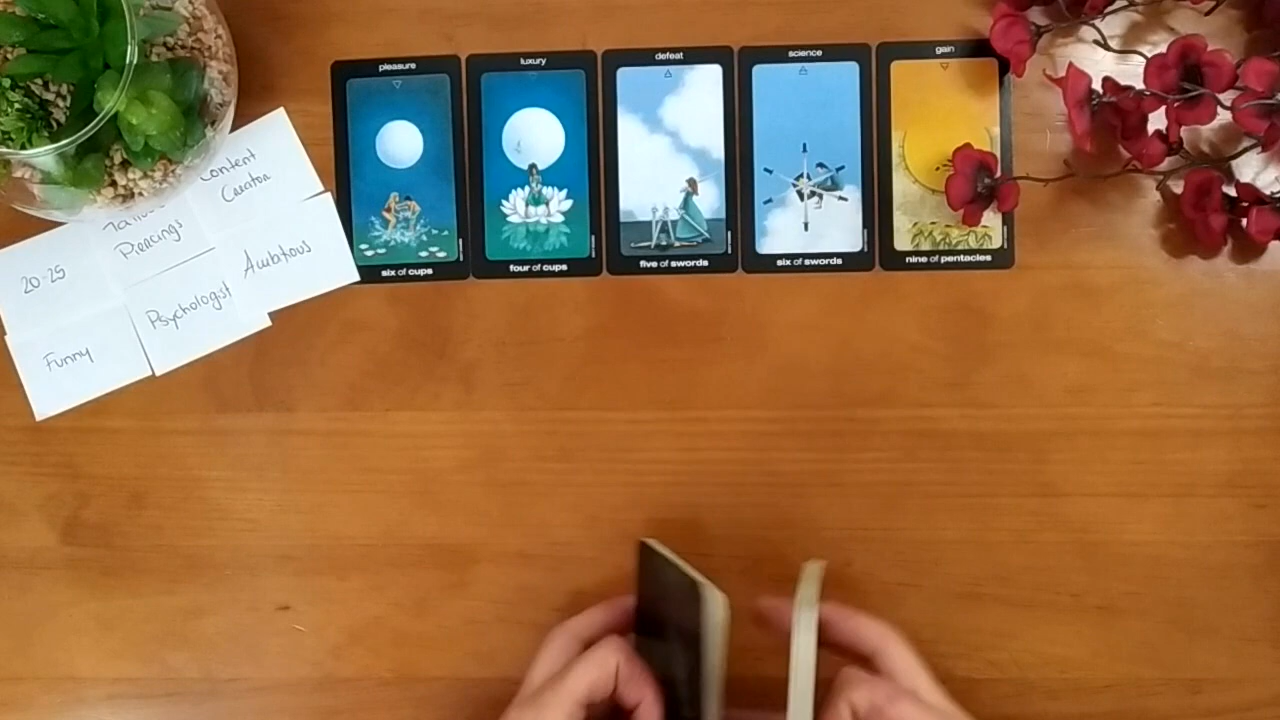 pleasure
six of cups
luxury
four of cups
defeat
five of swords
science
six of swords
gain
nine of pentacles
Content
Creator
Piercings
20-25
Ambitious
Psychologist
Funny